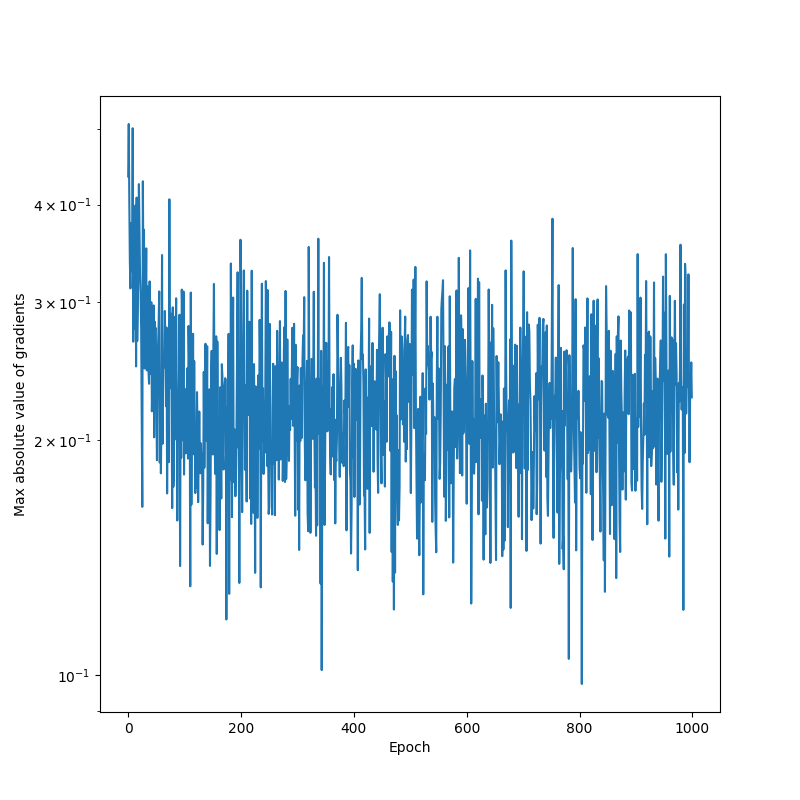 Max absolute value of gradients
4 × 10⁻¹
3 × 10⁻¹
2 × 10⁻¹
10⁻¹
0 200 400 600 800 1000
Epoch